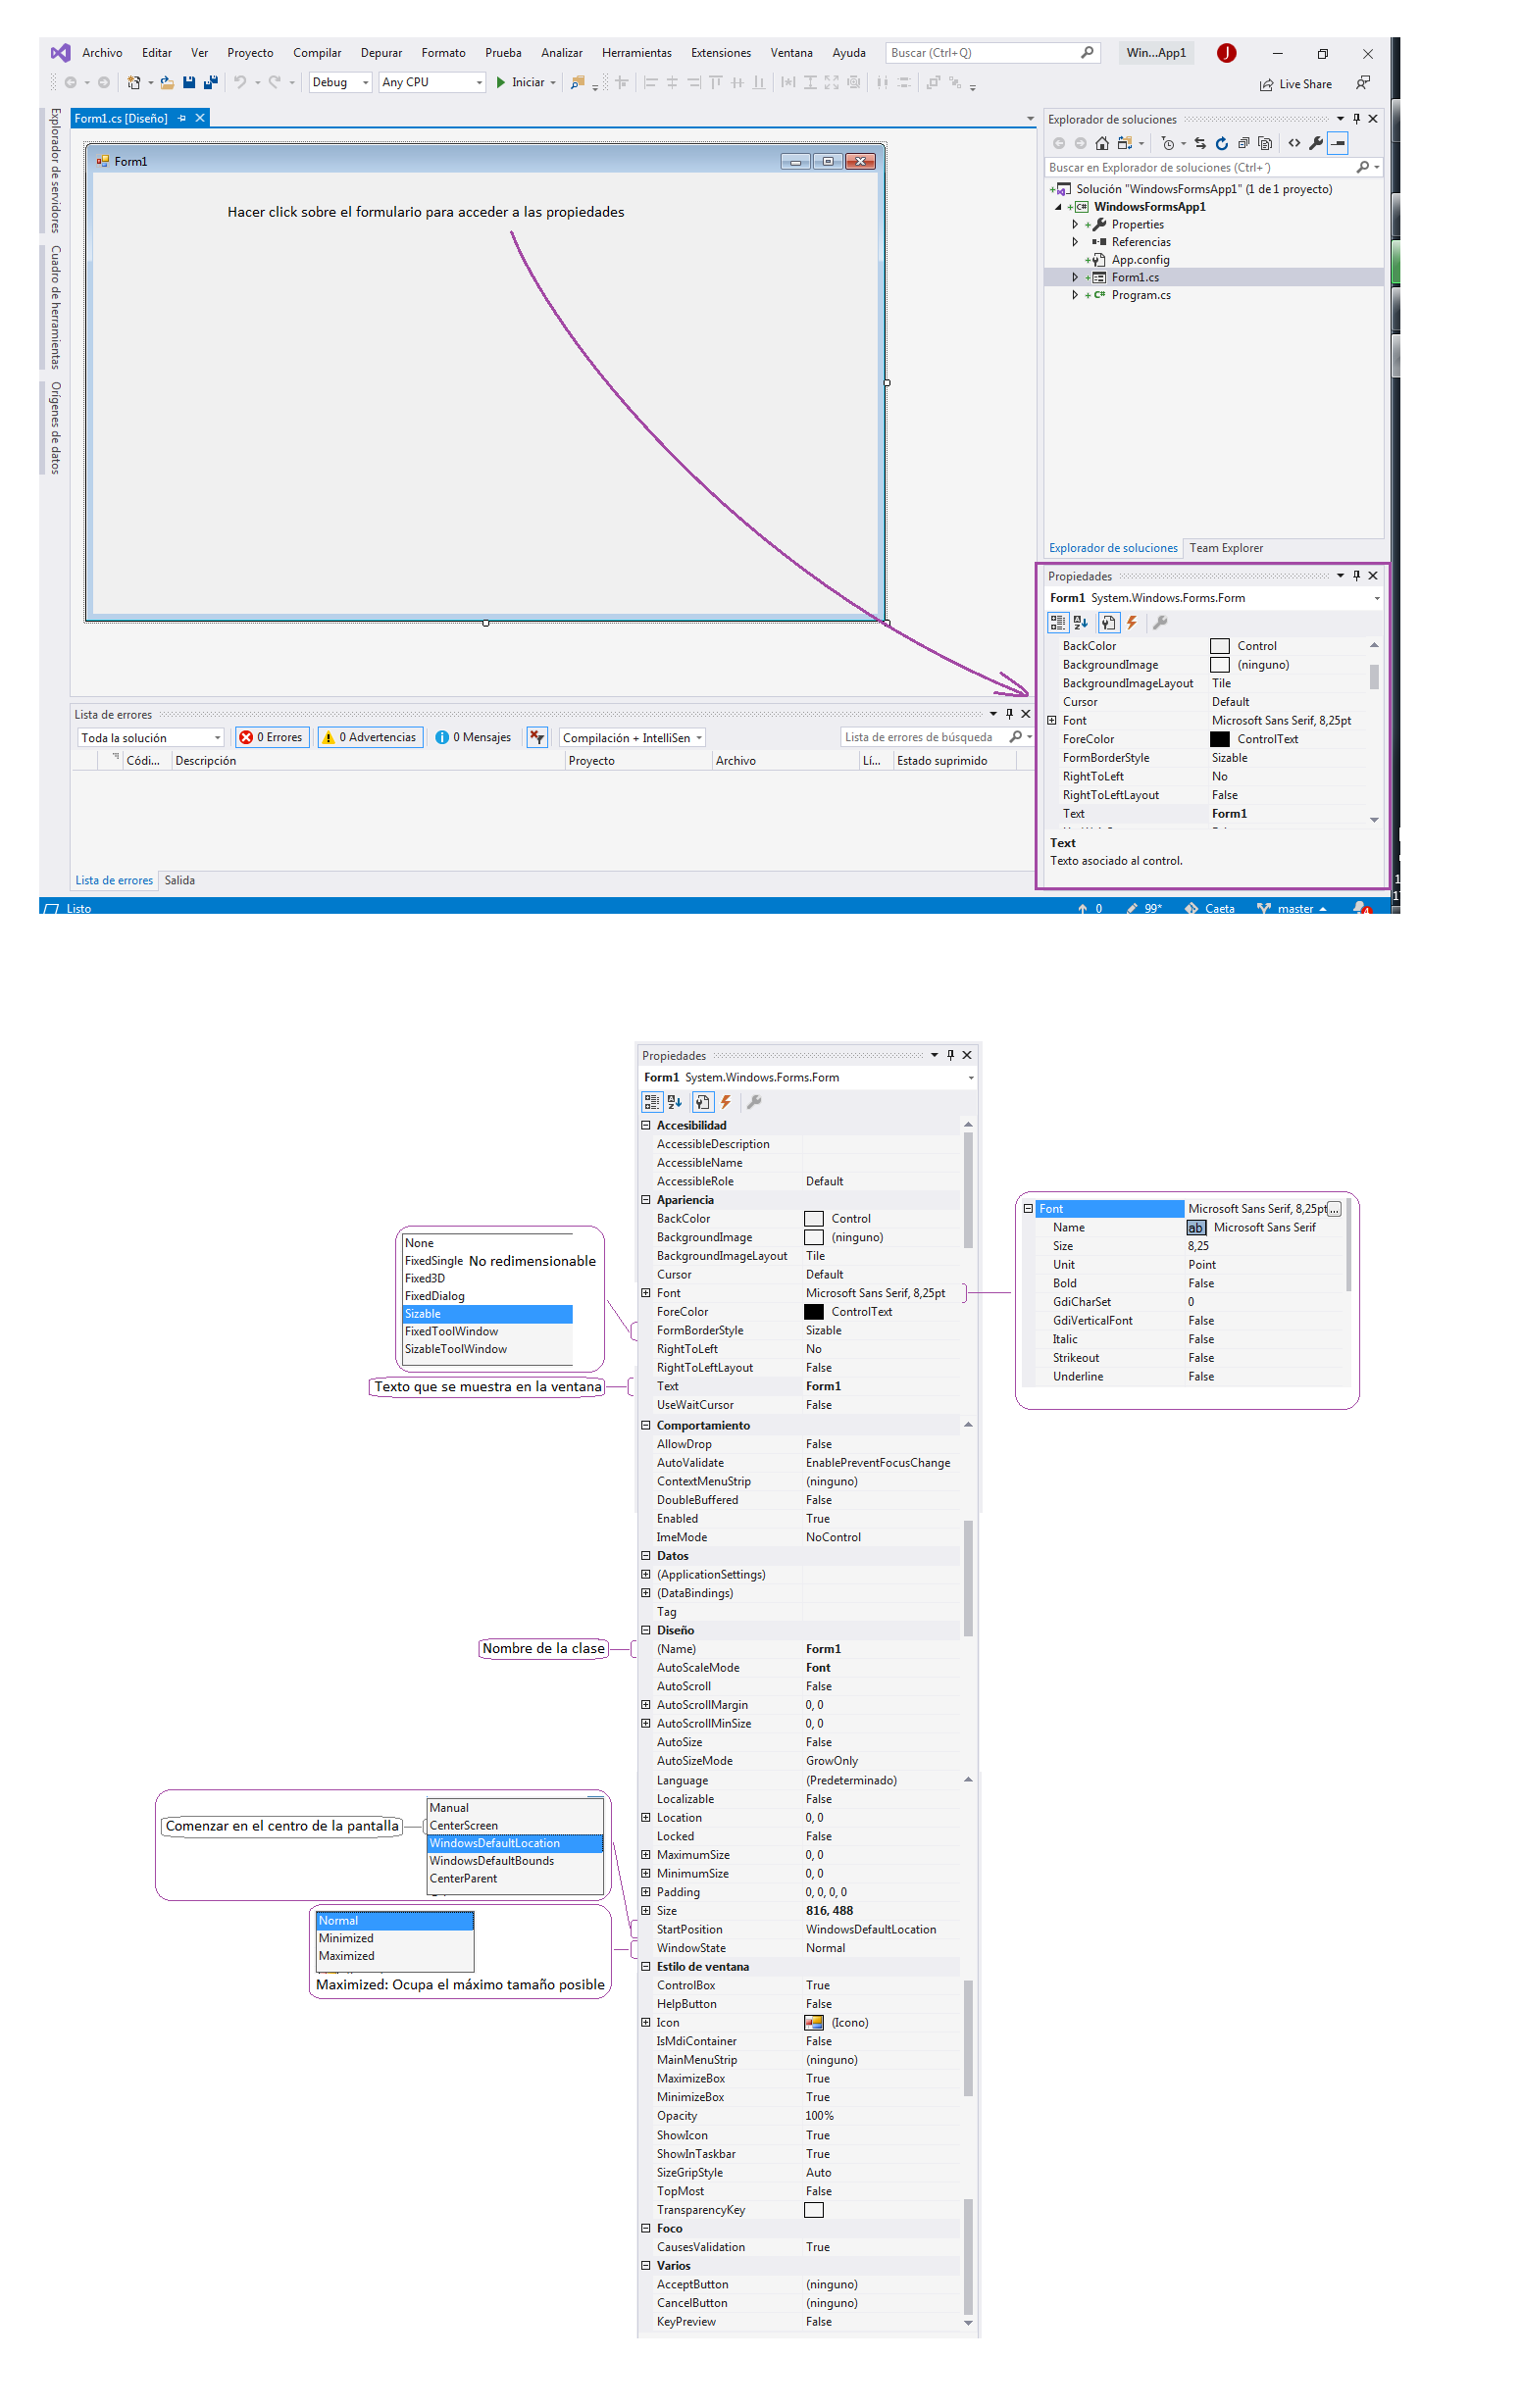 Archivo Editar Ver Proyecto Compilar Depurar Formato Prueba Analizar Herramientas Extensiones Ventana Ayuda Buscar (Ctrl+Q) Win...App1 J
Debug Any CPU Iniciar Live Share
Explorador de servidores
Cuadro de herramientas
Orígenes de datos
Form1.cs [Diseño]
Form1
Hacer click sobre el formulario para acceder a las propiedades
Explorador de soluciones
Buscar en Explorador de soluciones (Ctrl+´)
Solución "WindowsFormsApp1" (1 de 1 proyecto)
C# WindowsFormsApp1
Properties
Referencias
App.config
Form1.cs
C# Program.cs
Explorador de soluciones Team Explorer
Propiedades
Form1 System.Windows.Forms.Form
BackColor Control
BackgroundImage (ninguno)
BackgroundImageLayout Tile
Cursor Default
Font Microsoft Sans Serif, 8,25pt
ForeColor ControlText
FormBorderStyle Sizable
RightToLeft No
RightToLeftLayout False
Text Form1
Text
Texto asociado al control.
Lista de errores
Toda la solución 0 Errores 0 Advertencias 0 Mensajes Compilación + IntelliSen Lista de errores de búsqueda
Códi... Descripción Proyecto Archivo Lí... Estado suprimido
Lista de errores Salida
Listo 0 99* Caeta master 4
Propiedades
Form1 System.Windows.Forms.Form
Accesibilidad
AccessibleDescription
AccessibleName
AccessibleRole Default
Apariencia
BackColor Control
BackgroundImage (ninguno)
BackgroundImageLayout Tile
Cursor Default
Font Microsoft Sans Serif, 8,25pt
ForeColor ControlText
FormBorderStyle Sizable
RightToLeft No
RightToLeftLayout False
Text Form1
UseWaitCursor False
Comportamiento
AllowDrop False
AutoValidate EnablePreventFocusChange
ContextMenuStrip (ninguno)
DoubleBuffered False
Enabled True
ImeMode NoControl
Datos
(ApplicationSettings)
(DataBindings)
Tag
Diseño
(Name) Form1
AutoScaleMode Font
AutoScroll False
AutoScrollMargin 0, 0
AutoScrollMinSize 0, 0
AutoSize False
AutoSizeMode GrowOnly
Language (Predeterminado)
Localizable False
Location 0, 0
Locked False
MaximumSize 0, 0
MinimumSize 0, 0
Padding 0, 0, 0, 0
Size 816, 488
StartPosition WindowsDefaultLocation
WindowState Normal
Estilo de ventana
ControlBox True
HelpButton False
Icon (Icono)
IsMdiContainer False
MainMenuStrip (ninguno)
MaximizeBox True
MinimizeBox True
Opacity 100%
ShowIcon True
ShowInTaskbar True
SizeGripStyle Auto
TopMost False
TransparencyKey
Foco
CausesValidation True
Varios
AcceptButton (ninguno)
CancelButton (ninguno)
KeyPreview False
None
FixedSingle No redimensionable
Fixed3D
FixedDialog
Sizable
FixedToolWindow
SizableToolWindow
Texto que se muestra en la ventana
Font Microsoft Sans Serif, 8,25pt ...
Name ab Microsoft Sans Serif
Size 8,25
Unit Point
Bold False
GdiCharSet 0
GdiVerticalFont False
Italic False
Strikeout False
Underline False
Nombre de la clase
Comenzar en el centro de la pantalla
Manual
CenterScreen
WindowsDefaultLocation
WindowsDefaultBounds
CenterParent
Normal
Minimized
Maximized
Maximized: Ocupa el máximo tamaño posible